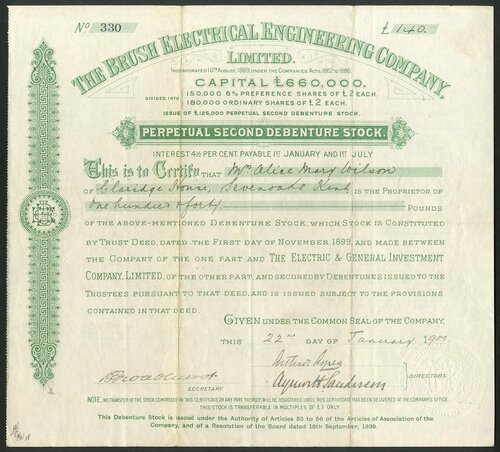 No 330
£ 140.
THE BRUSH ELECTRICAL ENGINEERING COMPANY,
LIMITED.
INCORPORATED 10TH AUGUST, 1889, UNDER THE COMPANIES ACTS, 1862 TO 1886.
CAPITAL £660,000,
DIVIDED INTO 150,000 6% PREFERENCE SHARES OF £2 EACH.
180,000 ORDINARY SHARES OF £2 EACH.
ISSUE OF £125,000 PERPETUAL SECOND DEBENTURE STOCK.
PERPETUAL SECOND DEBENTURE STOCK.
INTEREST 4½ PER CENT. PAYABLE 1ST JANUARY AND 1ST JULY
This is to Certify THAT Mrs Alice Mary Wilson
OF Claridge House, Sevenoaks Kent IS THE PROPRIETOR OF
One hundred & forty POUNDS
OF THE ABOVE-MENTIONED DEBENTURE STOCK, WHICH STOCK IS CONSTITUTED
BY TRUST DEED, DATED THE FIRST DAY OF NOVEMBER, 1899, AND MADE BETWEEN
THE COMPANY OF THE ONE PART AND THE ELECTRIC & GENERAL INVESTMENT
COMPANY, LIMITED, OF THE OTHER PART, AND SECURED BY DEBENTURES ISSUED TO THE
TRUSTEES PURSUANT TO THAT DEED, AND IS ISSUED SUBJECT TO THE PROVISIONS
CONTAINED IN THAT DEED.
GIVEN UNDER THE COMMON SEAL OF THE COMPANY,
THIS 22nd DAY OF January 1900
DIRECTORS.
SECRETARY.
NOTE, NO TRANSFER OF THE STOCK COMPRISED IN THIS CERTIFICATE, OR ANY PART THEREOF, WILL BE REGISTERED UNTIL THIS CERTIFICATE HAS BEEN DELIVERED AT THE COMPANY'S OFFICE
THIS STOCK IS TRANSFERABLE IN MULTIPLES OF £1 ONLY
This Debenture Stock is issued under the Authority of Articles 53 to 56 of the Articles of Association of the
Company, and of a Resolution of the Board dated 18th September, 1899.